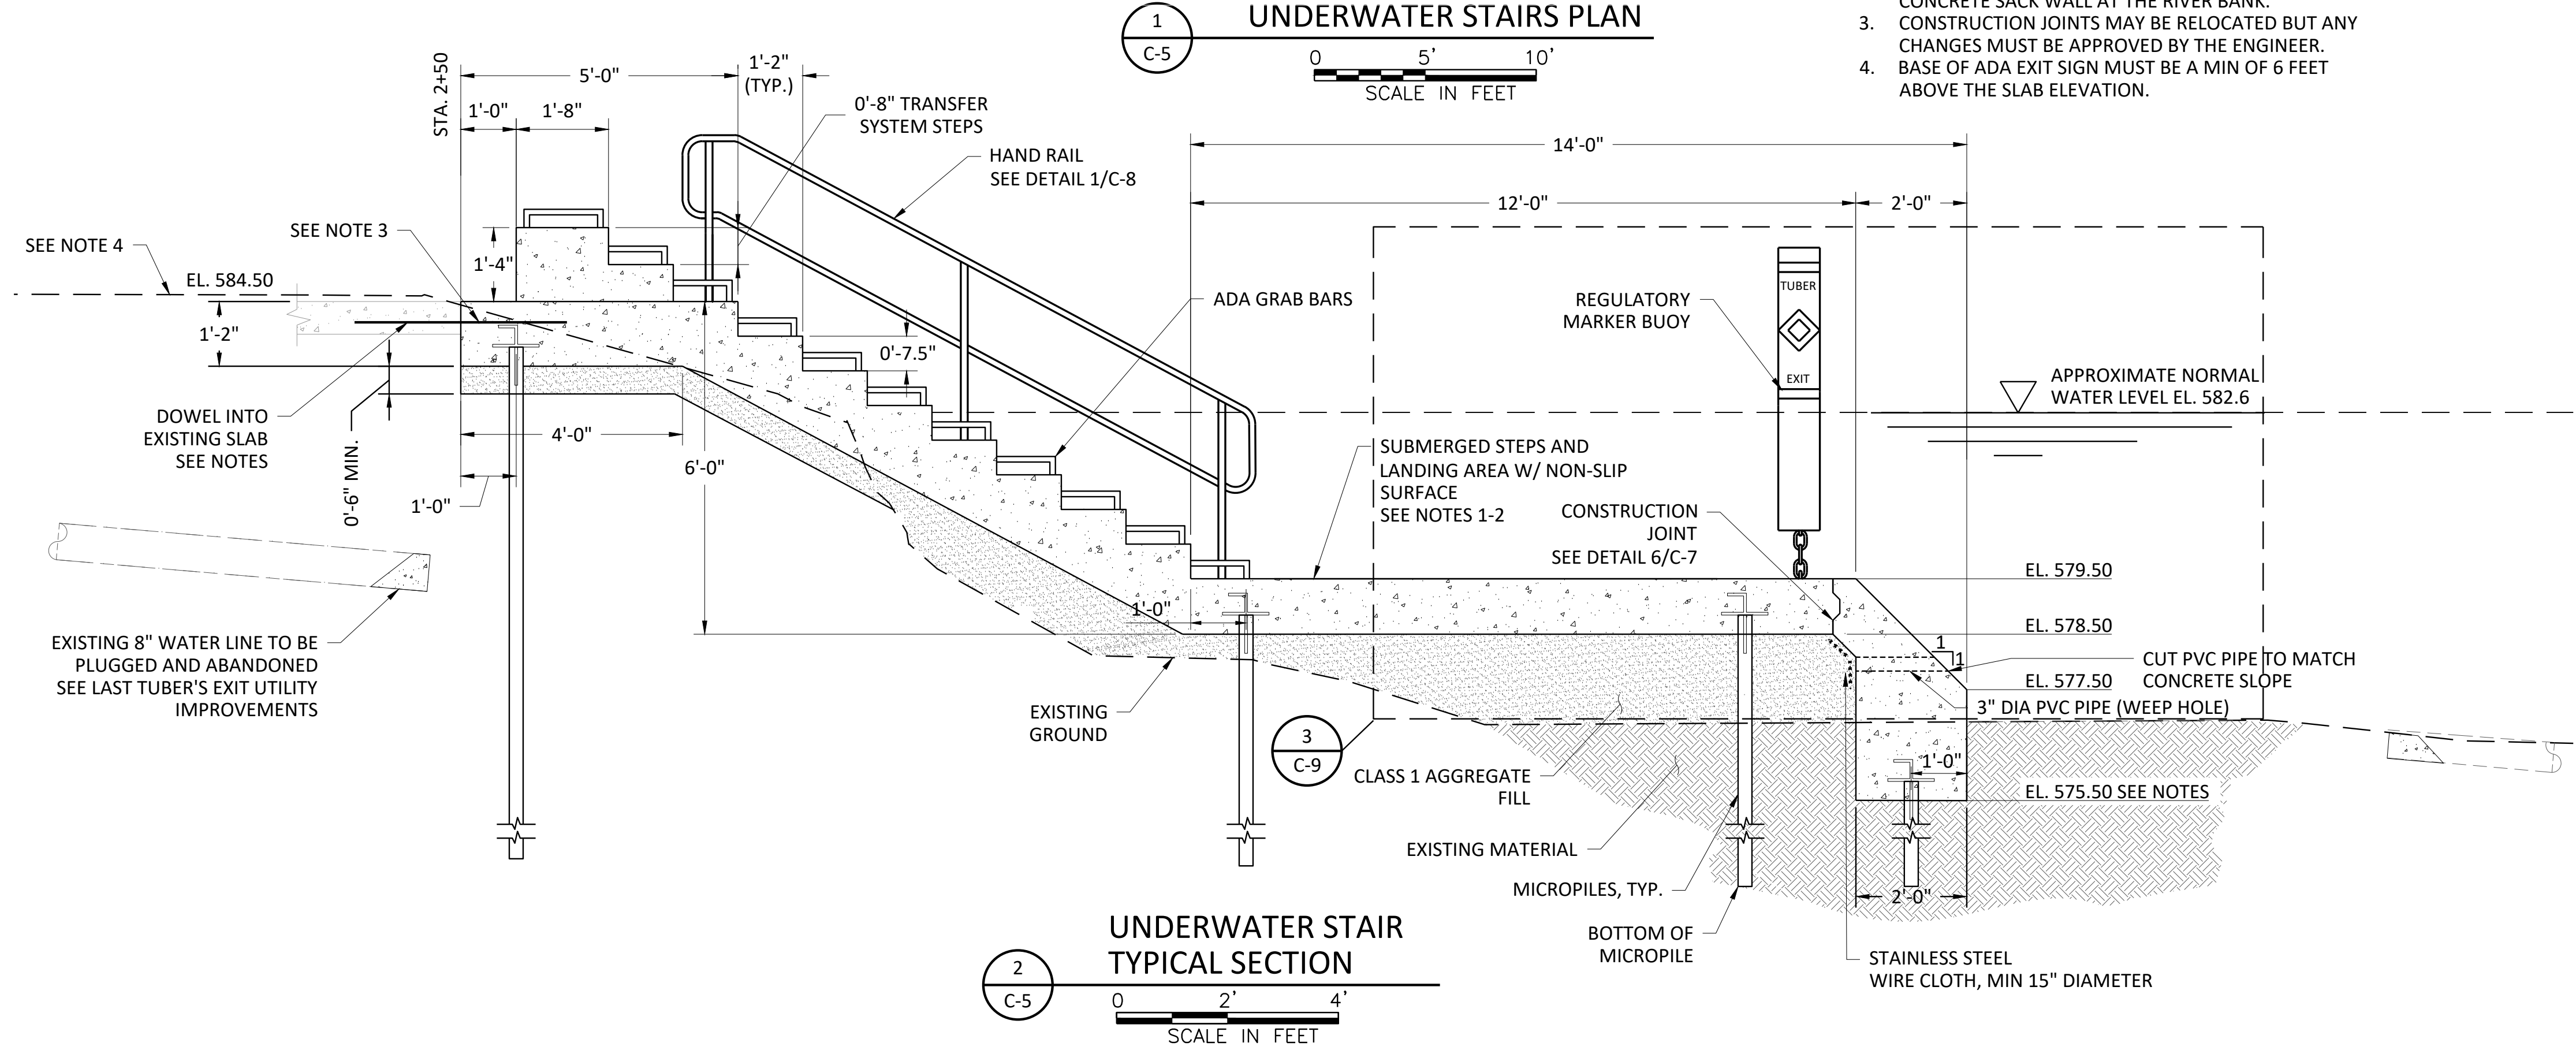 1
C-5
UNDERWATER STAIRS PLAN
0 5' 10'
SCALE IN FEET
CONCRETE SACK WALL AT THE RIVER BANK.
3. CONSTRUCTION JOINTS MAY BE RELOCATED BUT ANY
CHANGES MUST BE APPROVED BY THE ENGINEER.
4. BASE OF ADA EXIT SIGN MUST BE A MIN OF 6 FEET
ABOVE THE SLAB ELEVATION.
STA. 2+50
5'-0"
1'-2"
(TYP.)
1'-0"
1'-8"
0'-8" TRANSFER
SYSTEM STEPS
HAND RAIL
SEE DETAIL 1/C-8
14'-0"
12'-0"
2'-0"
SEE NOTE 4
SEE NOTE 3
1'-4"
EL. 584.50
1'-2"
ADA GRAB BARS
REGULATORY
MARKER BUOY
TUBER
EXIT
0'-7.5"
APPROXIMATE NORMAL
WATER LEVEL EL. 582.6
DOWEL INTO
EXISTING SLAB
SEE NOTES
0'-6" MIN.
4'-0"
1'-0"
6'-0"
SUBMERGED STEPS AND
LANDING AREA W/ NON-SLIP
SURFACE
SEE NOTES 1-2
CONSTRUCTION
JOINT
SEE DETAIL 6/C-7
EL. 579.50
1'-0"
EL. 578.50
1
1
EXISTING 8" WATER LINE TO BE
PLUGGED AND ABANDONED
SEE LAST TUBER'S EXIT UTILITY
IMPROVEMENTS
CUT PVC PIPE TO MATCH
CONCRETE SLOPE
EL. 577.50
3" DIA PVC PIPE (WEEP HOLE)
EXISTING
GROUND
3
C-9
CLASS 1 AGGREGATE
FILL
1'-0"
EL. 575.50 SEE NOTES
EXISTING MATERIAL
MICROPILES, TYP.
2'-0"
BOTTOM OF
MICROPILE
STAINLESS STEEL
WIRE CLOTH, MIN 15" DIAMETER
2
C-5
UNDERWATER STAIR
TYPICAL SECTION
0 2' 4'
SCALE IN FEET